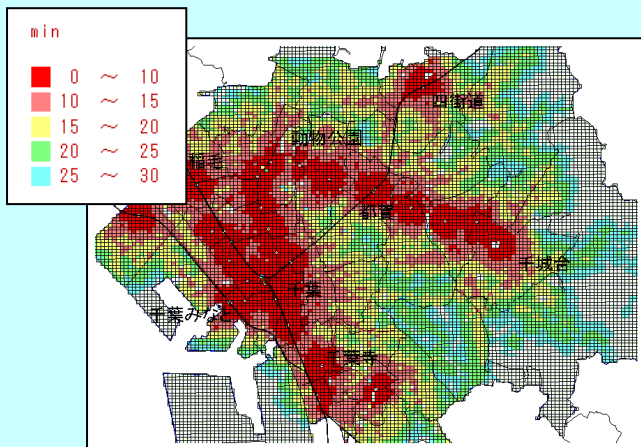 min
0 ～ 10
10 ～ 15
15 ～ 20
20 ～ 25
25 ～ 30
四街道
動物公園
稲毛
都賀
千城台
千葉
千葉みなと
千葉寺